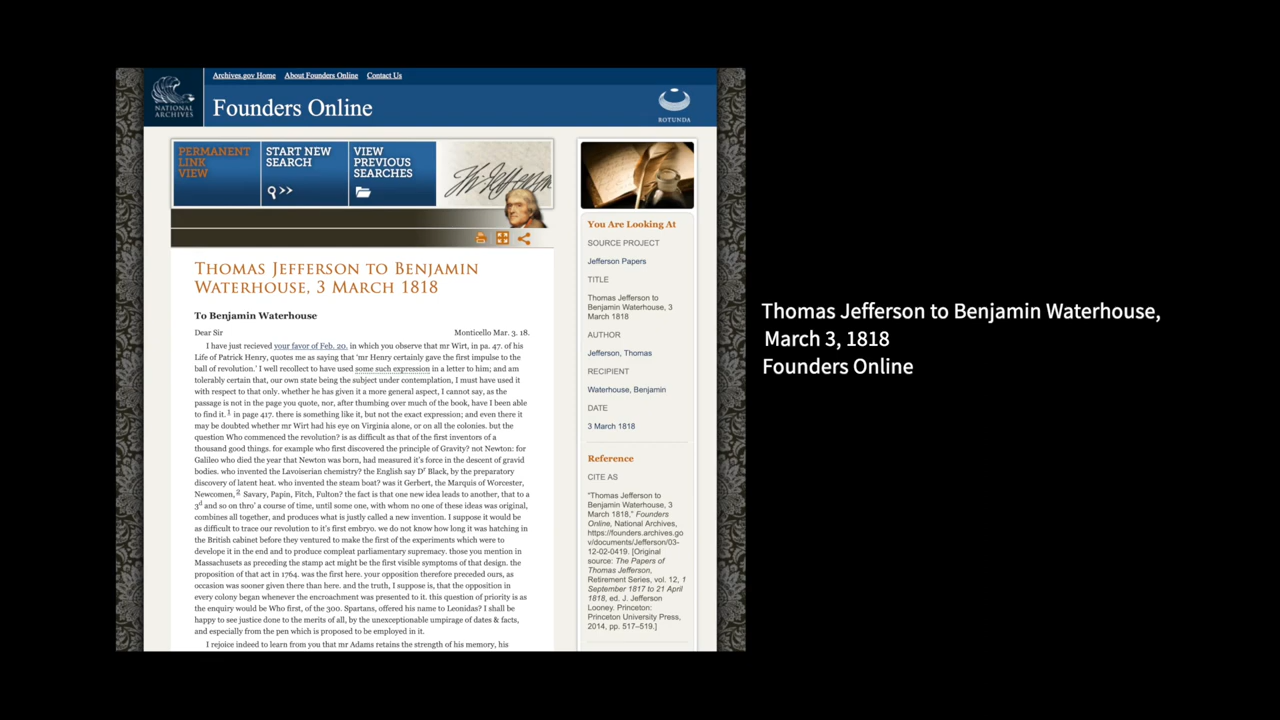 Archives.gov Home About Founders Online Contact Us
NATIONAL
ARCHIVES
Founders Online
ROTUNDA
PERMANENT
LINK
VIEW
START NEW
SEARCH
VIEW
PREVIOUS
SEARCHES
Th:Jefferson
THOMAS JEFFERSON TO BENJAMIN
WATERHOUSE, 3 MARCH 1818
To Benjamin Waterhouse
Dear Sir Monticello Mar. 3. 18.
I have just recieved your favor of Feb. 20. in which you observe that mr Wirt, in pa. 47. of his
Life of Patrick Henry, quotes me as saying that ‘mr Henry certainly gave the first impulse to the
ball of revolution.’ I well recollect to have used some such expression in a letter to him; and am
tolerably certain that, our own state being the subject under contemplation, I must have used it
with respect to that only. whether he has given it a more general aspect, I cannot say, as the
passage is not in the page you quote, nor, after thumbing over much of the book, have I been able
to find it. 1 in page 417. there is something like it, but not the exact expression; and even there it
may be doubted whether mr Wirt had his eye on Virginia alone, or on all the colonies. but the
question Who commenced the revolution? is as difficult as that of the first inventors of a
thousand good things. for example who first discovered the principle of Gravity? not Newton: for
Galileo who died the year that Newton was born, had measured it’s force in the descent of gravid
bodies. who invented the Lavoiserian chemistry? the English say Dr Black, by the preparatory
discovery of latent heat. who invented the steam boat? was it Gerbert, the Marquis of Worcester,
Newcomen, 2 Savary, Papin, Fitch, Fulton? the fact is that one new idea leads to another, that to a
3d and so on thro’ a course of time, until some one, with whom no one of these ideas was original,
combines all together, and produces what is justly called a new invention. I suppose it would be
as difficult to trace our revolution to it’s first embryo. we do not know how long it was hatching in
the British cabinet before they ventured to make the first of the experiments which were to
develope it in the end and to produce compleat parliamentary supremacy. those you mention in
Massachusets as preceding the stamp act might be the first visible symptoms of that design. the
proposition of that act in 1764. was the first here. your opposition therefore preceded ours, as
occasion was sooner given there than here. and the truth, I suppose is, that the opposition in
every colony began whenever the encroachment was presented to it. this question of priority is as
the enquiry would be Who first, of the 300. Spartans, offered his name to Leonidas? I shall be
happy to see justice done to the merits of all, by the unexceptionable umpirage of dates & facts,
and especially from the pen which is proposed to be employed in it.
I rejoice indeed to learn from you that mr Adams retains the strength of his memory, his
You Are Looking At
SOURCE PROJECT
Jefferson Papers
TITLE
Thomas Jefferson to
Benjamin Waterhouse, 3
March 1818
AUTHOR
Jefferson, Thomas
RECIPIENT
Waterhouse, Benjamin
DATE
3 March 1818
Reference
CITE AS
"Thomas Jefferson to
Benjamin Waterhouse, 3
March 1818," Founders
Online, National Archives,
https://founders.archives.go
v/documents/Jefferson/03-
12-02-0419. [Original
source: The Papers of
Thomas Jefferson,
Retirement Series, vol. 12, 1
September 1817 to 21 April
1818, ed. J. Jefferson
Looney. Princeton:
Princeton University Press,
2014, pp. 517–519.]
Thomas Jefferson to Benjamin Waterhouse,
March 3, 1818
Founders Online